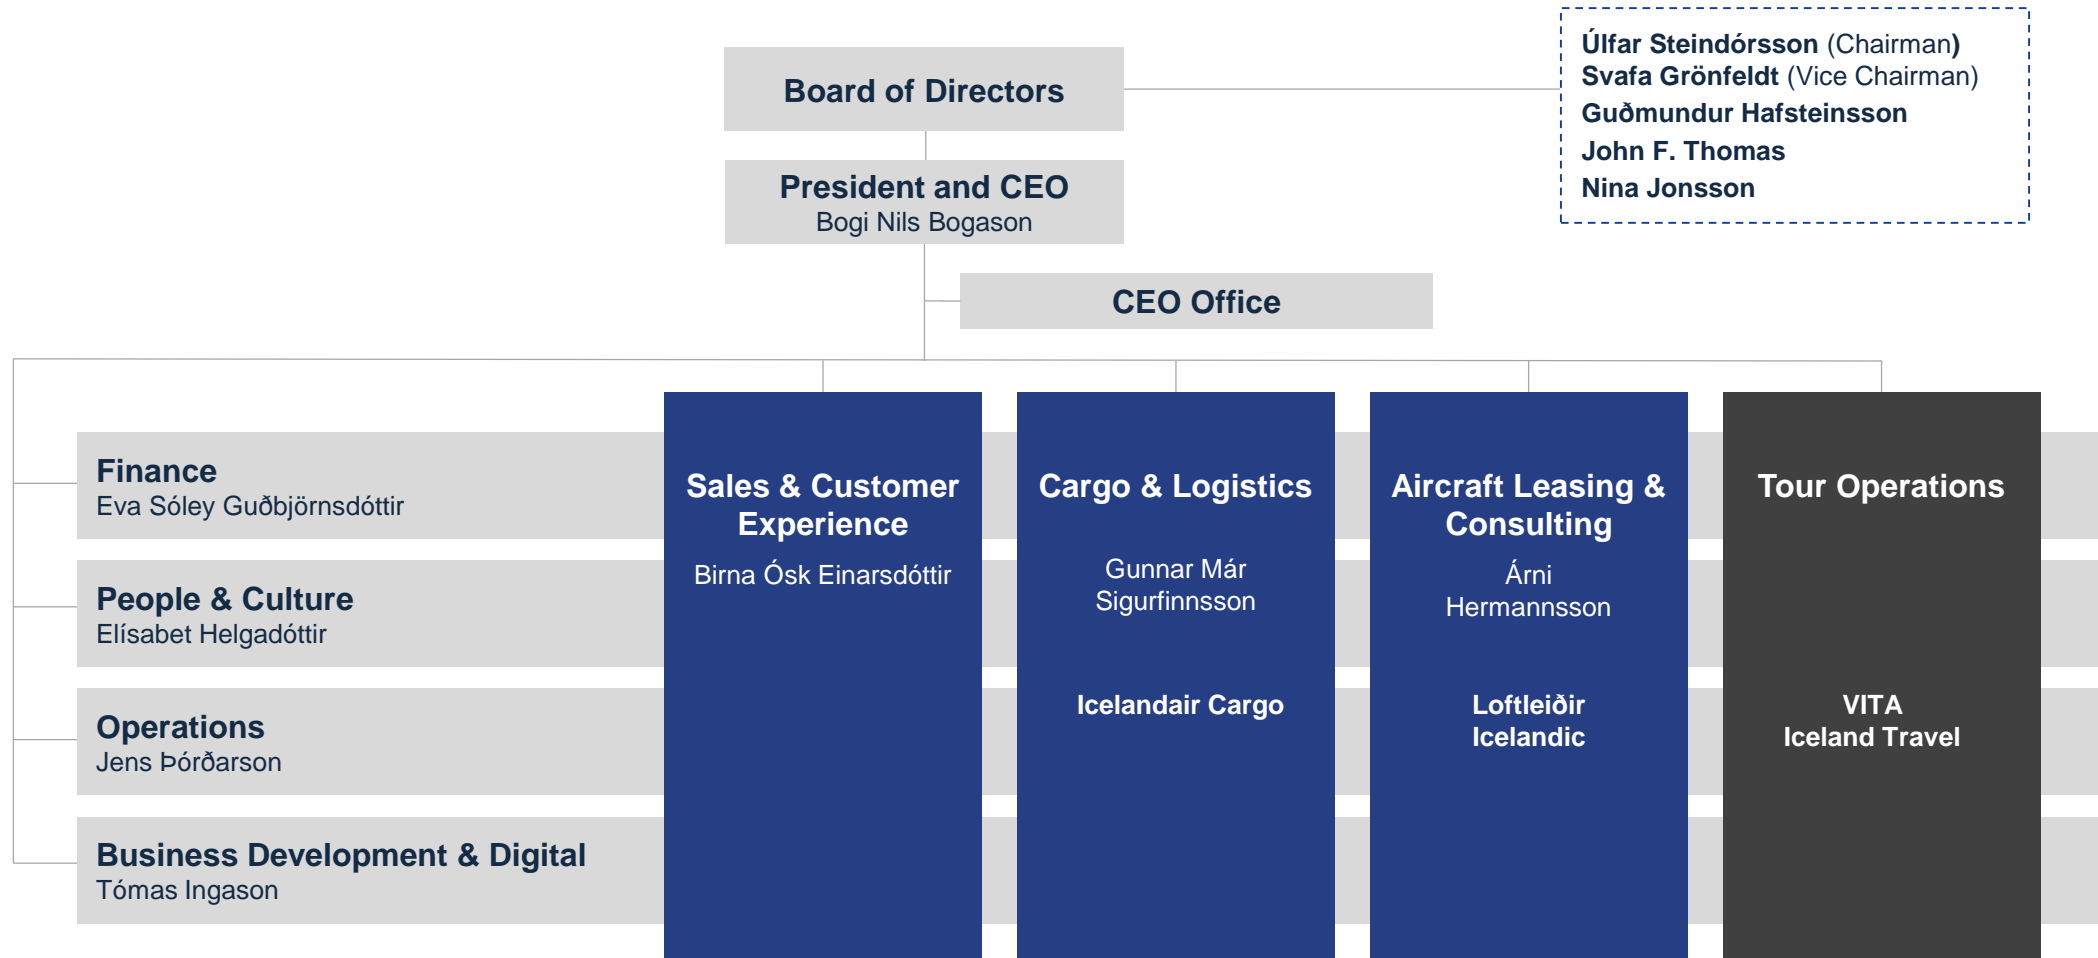 Board of Directors
Úlfar Steindórsson (Chairman)
Svafa Grönfeldt (Vice Chairman)
Guðmundur Hafsteinsson
John F. Thomas
Nina Jonsson
President and CEO
Bogi Nils Bogason
CEO Office
Finance
Eva Sóley Guðbjörnsdóttir
People & Culture
Elísabet Helgadóttir
Operations
Jens Þórðarson
Business Development & Digital
Tómas Ingason
Sales & Customer
Experience
Birna Ósk Einarsdóttir
Cargo & Logistics
Gunnar Már
Sigurfinnsson
Icelandair Cargo
Aircraft Leasing &
Consulting
Árni
Hermannsson
Loftleiðir
Icelandic
Tour Operations
VITA
Iceland Travel